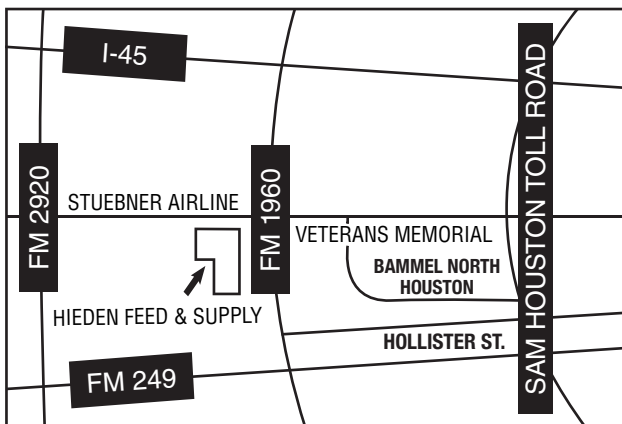 I-45
SAM HOUSTON TOLL ROAD
FM 2920
STUEBNER AIRLINE
FM 1960
VETERANS MEMORIAL
BAMMEL NORTH
HOUSTON
HIEDEN FEED & SUPPLY
HOLLISTER ST.
FM 249